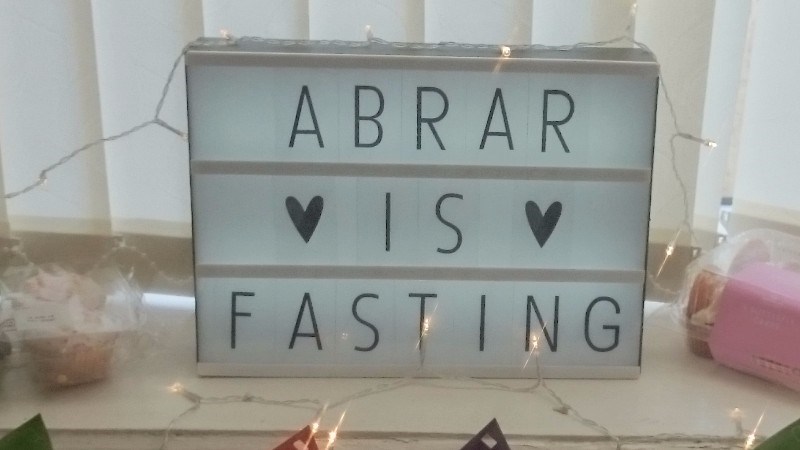 ABRAR
♥ IS ♥
FASTING